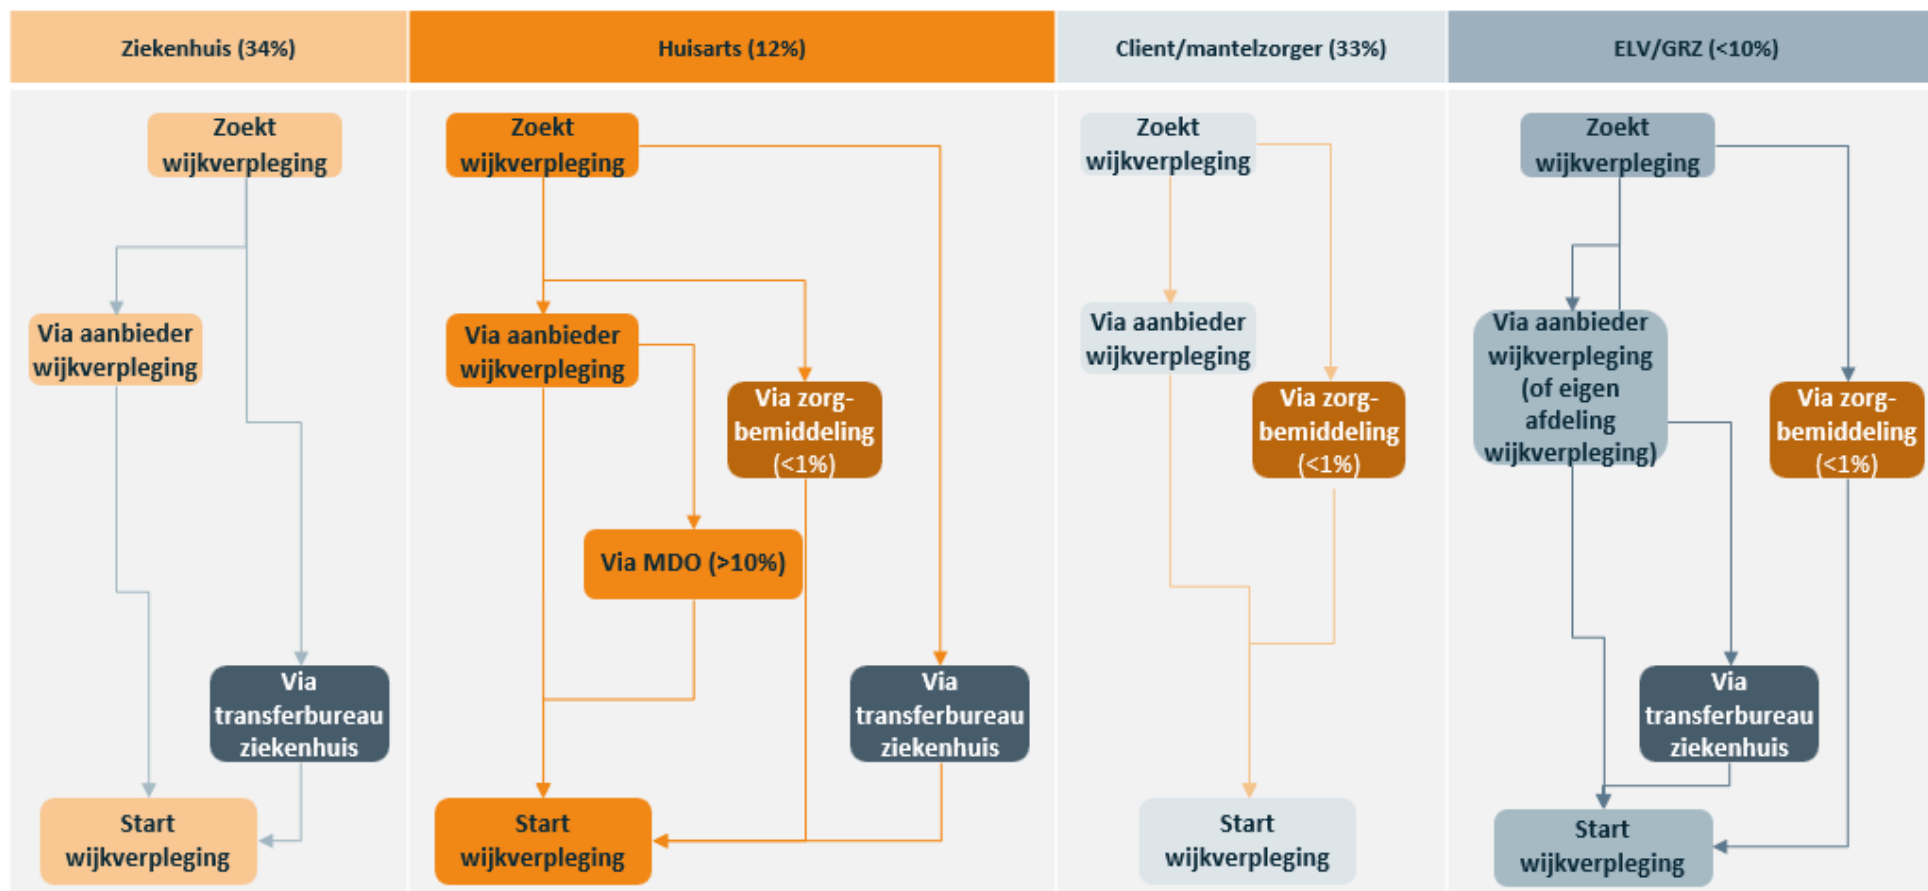 Ziekenhuis (34%)
Huisarts (12%)
Client/mantelzorger (33%)
ELV/GRZ (<10%)
Zoekt
wijkverpleging
Via aanbieder
wijkverpleging
Via
transferbureau
ziekenhuis
Start
wijkverpleging
Zoekt
wijkverpleging
Via aanbieder
wijkverpleging
Via zorg-
bemiddeling
(<1%)
Via MDO (>10%)
Via
transferbureau
ziekenhuis
Start
wijkverpleging
Zoekt
wijkverpleging
Via aanbieder
wijkverpleging
Via zorg-
bemiddeling
(<1%)
Start
wijkverpleging
Zoekt
wijkverpleging
Via aanbieder
wijkverpleging
(of eigen
afdeling
wijkverpleging)
Via zorg-
bemiddeling
(<1%)
Via
transferbureau
ziekenhuis
Start
wijkverpleging